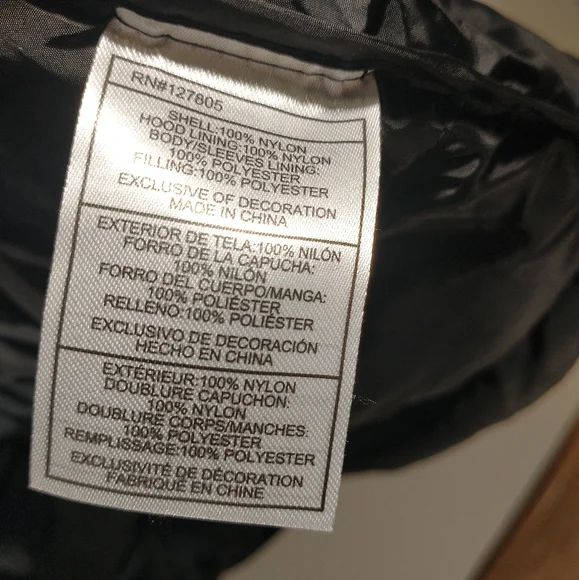 RN#127805
SHELL:100% NYLON
HOOD LINING:100% NYLON
BODY/SLEEVES LINING:
100% POLYESTER
FILLING:100% POLYESTER
EXCLUSIVE OF DECORATION
MADE IN CHINA
EXTERIOR DE TELA:100% NILÓN
FORRO DE LA CAPUCHA:
100% NILÓN
FORRO DEL CUERPO/MANGA:
100% POLIÉSTER
RELLENO:100% POLIÉSTER
EXCLUSIVO DE DECORACIÓN
HECHO EN CHINA
EXTÉRIEUR:100% NYLON
DOUBLURE CAPUCHON:
100% NYLON
DOUBLURE CORPS/MANCHES:
100% POLYESTER
REMPLISSAGE:100% POLYESTER
EXCLUSIVITÉ DE DÉCORATION
FABRIQUÉ EN CHINE